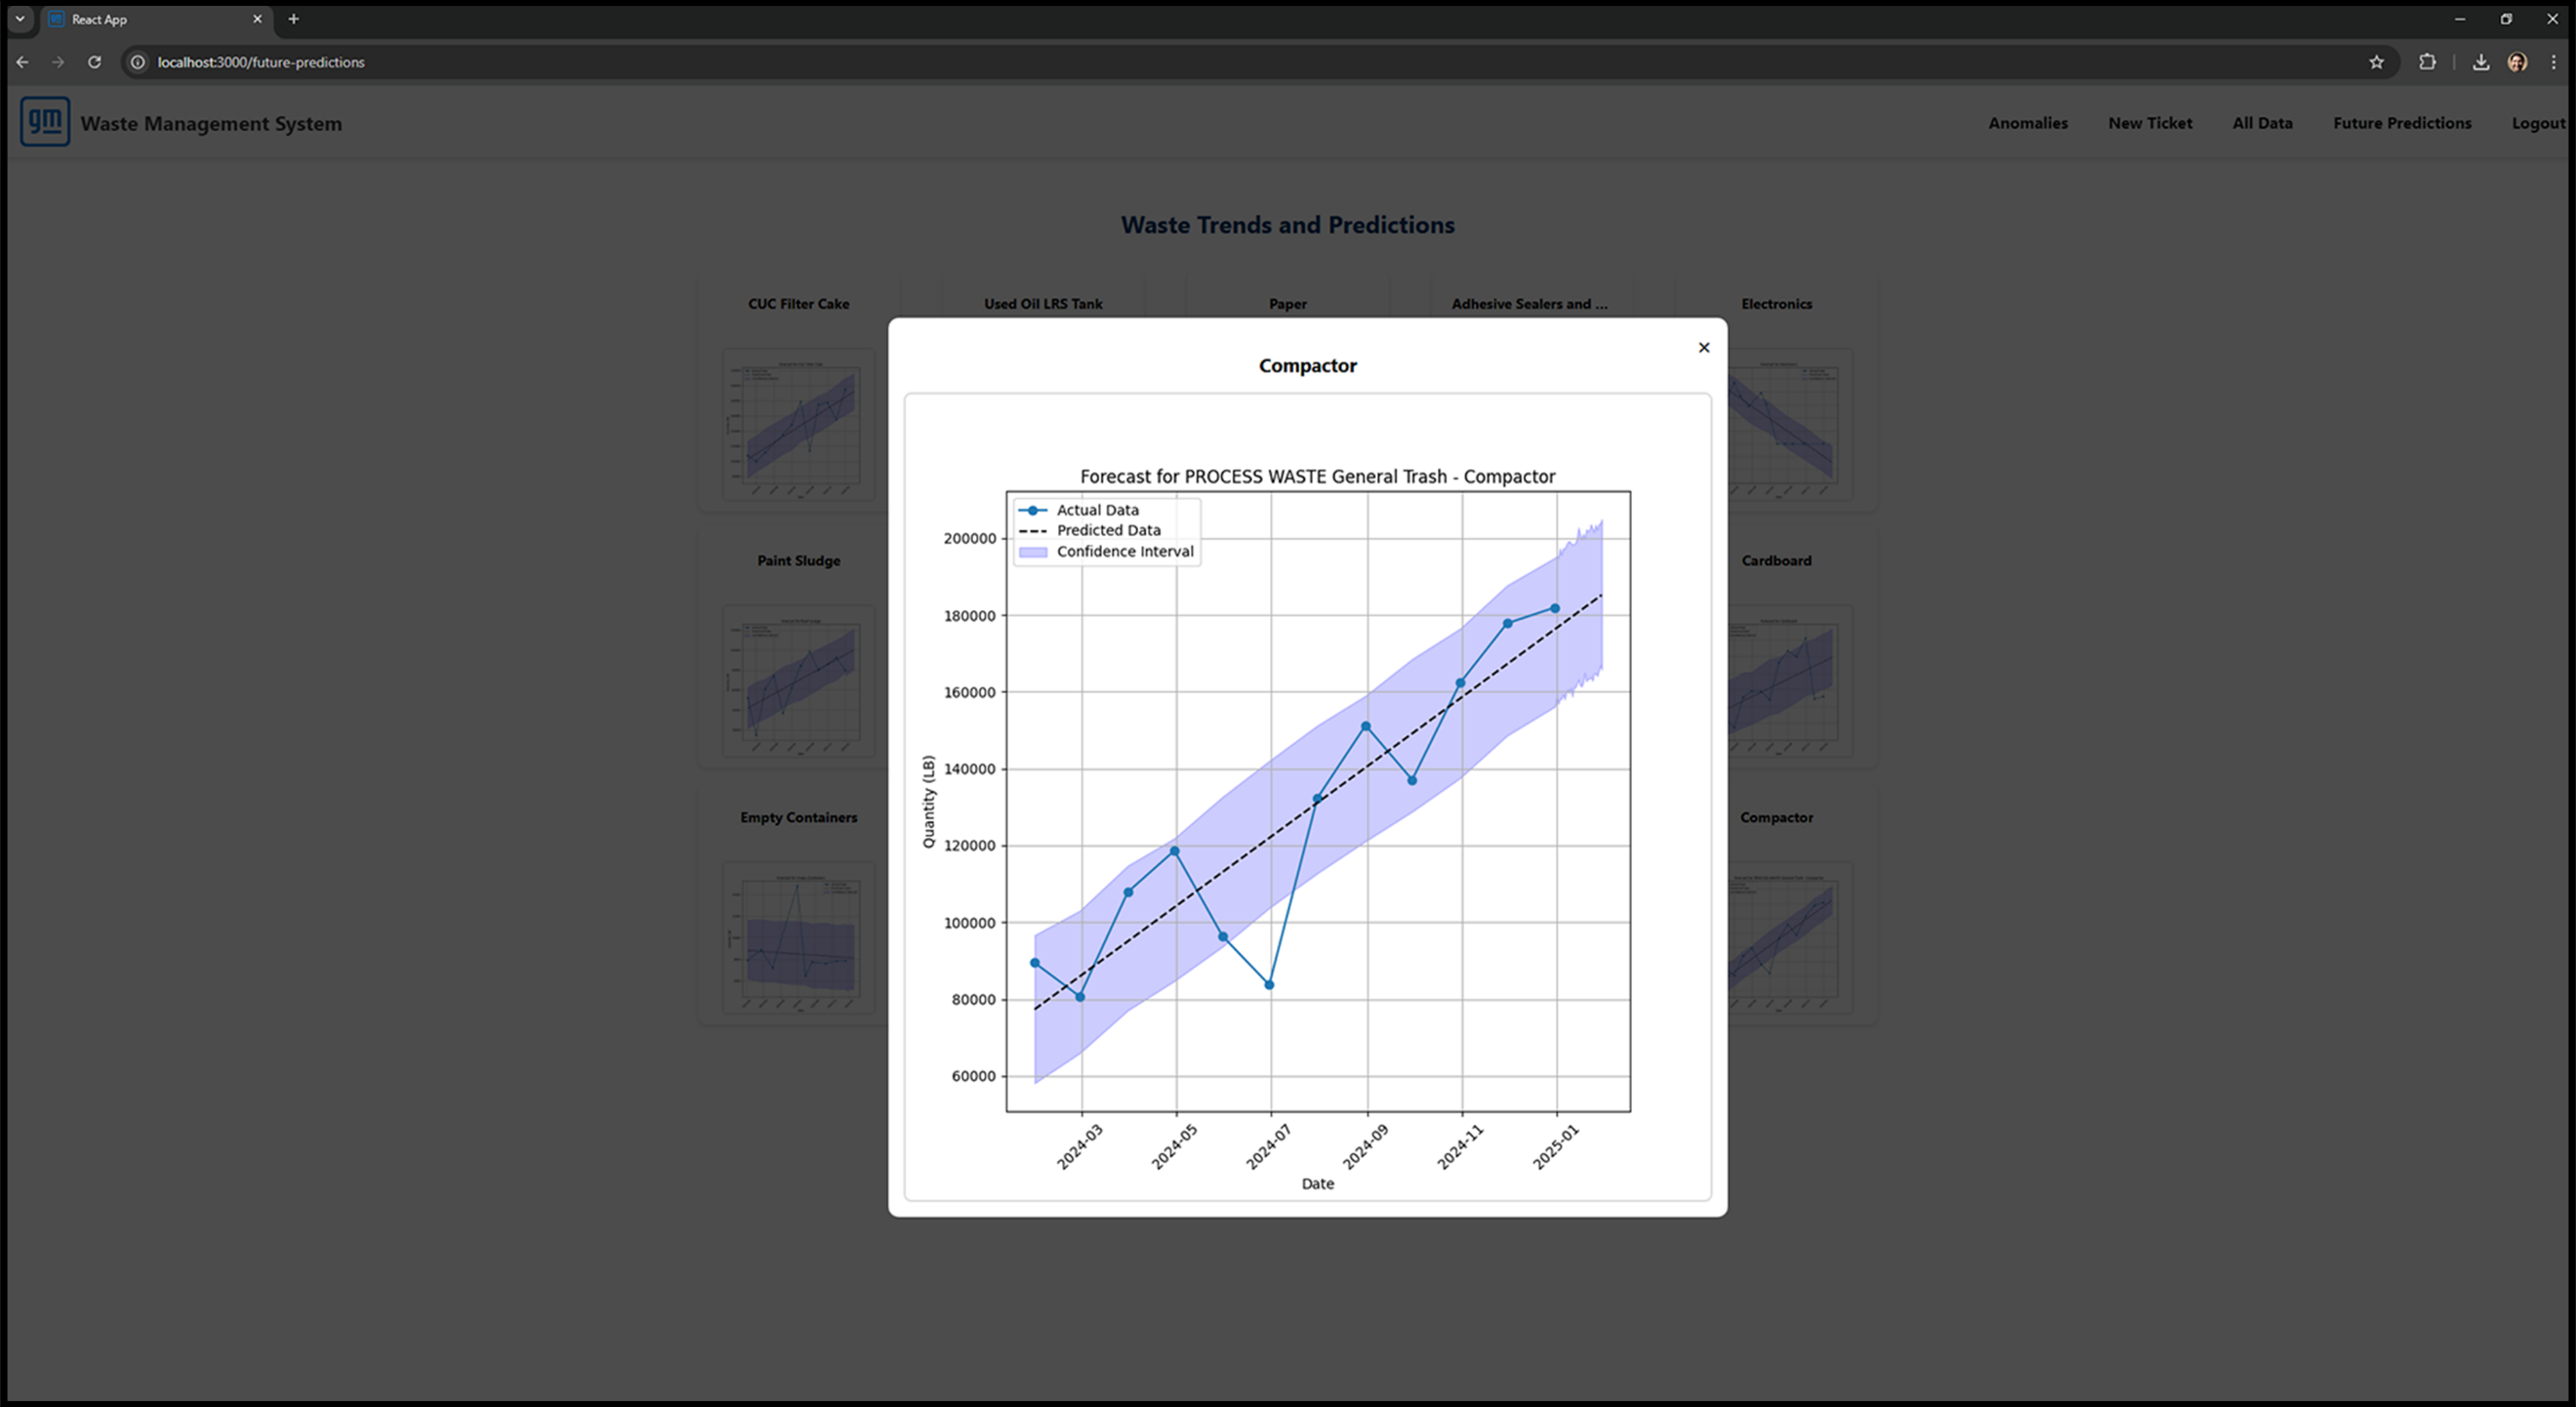 React App
localhost:3000/future-predictions
gm
Waste Management System
Anomalies
New Ticket
All Data
Future Predictions
Logout
Waste Trends and Predictions
CUC Filter Cake
Used Oil LRS Tank
Paper
Adhesive Sealers and ...
Electronics
Paint Sludge
Cardboard
Empty Containers
Compactor
Compactor
Forecast for PROCESS WASTE General Trash - Compactor
Actual Data
Predicted Data
Confidence Interval
200000
180000
160000
140000
120000
100000
80000
60000
Quantity (LB)
2024-03
2024-05
2024-07
2024-09
2024-11
2025-01
Date